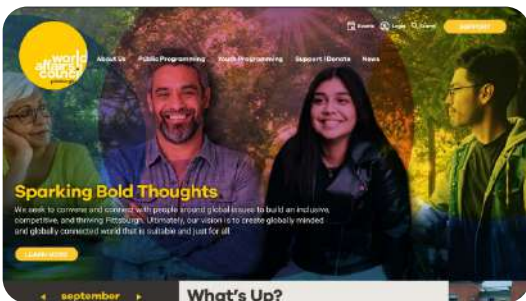 Events Login Search SUPPORT
world
affairs
council
pittsburgh
About Us Public Programming Youth Programming Support | Donate News
Sparking Bold Thoughts
We seek to convene and connect with people around global issues to build an inclusive,
competitive, and thriving Pittsburgh. Ultimately, our vision is to create globally minded
and globally connected world that is suitable and just for all
LEARN MORE
september
What's Up?